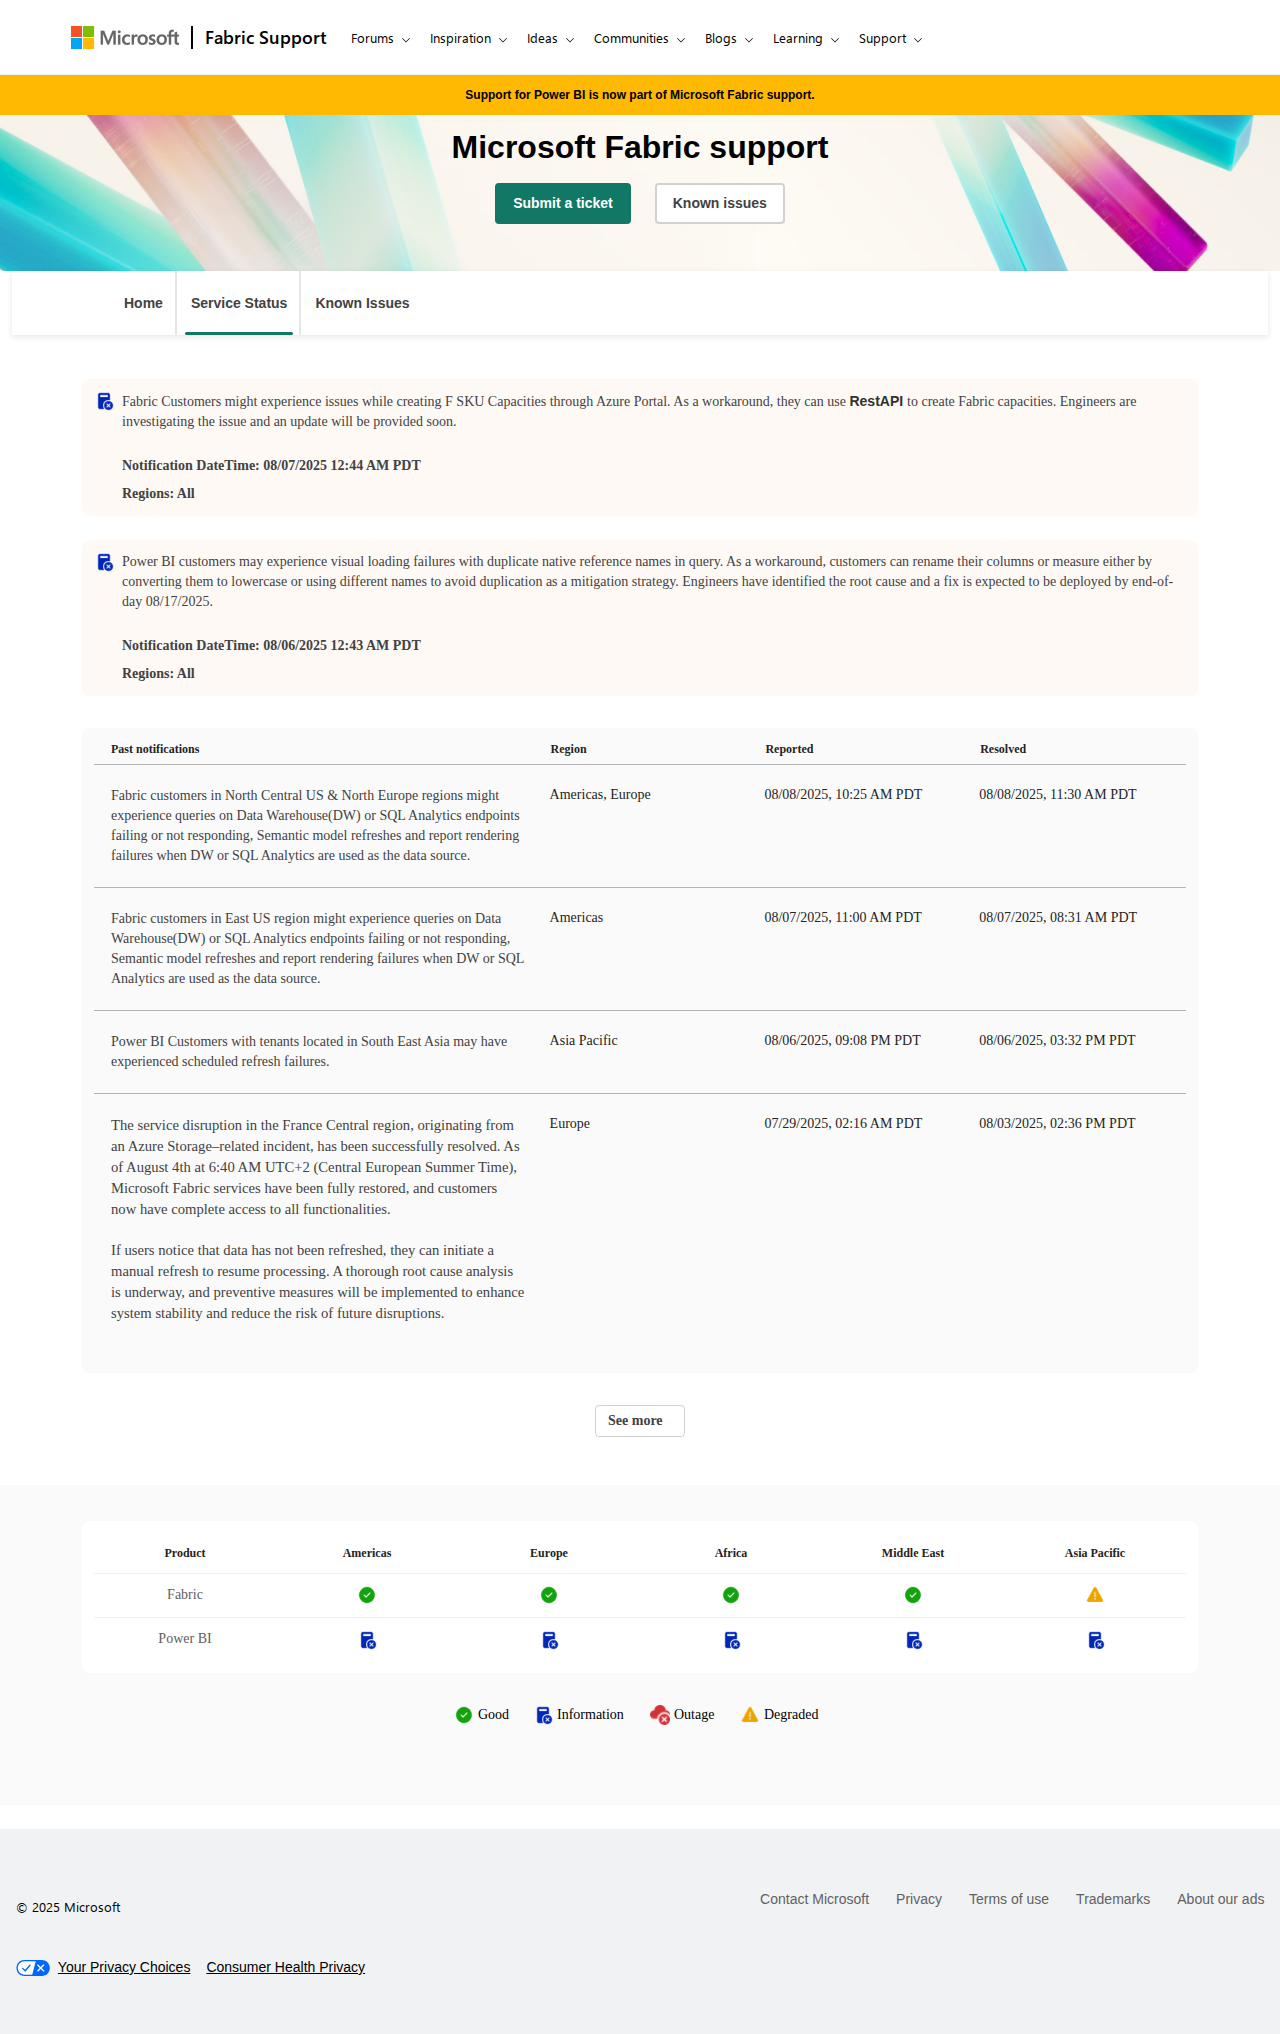 Microsoft
Fabric Support
Forums
Inspiration
Ideas
Communities
Blogs
Learning
Support
Support for Power BI is now part of Microsoft Fabric support.
Microsoft Fabric support
Submit a ticket
Known issues
Home
Service Status
Known Issues
Fabric Customers might experience issues while creating F SKU Capacities through Azure Portal. As a workaround, they can use RestAPI to create Fabric capacities. Engineers are
investigating the issue and an update will be provided soon.
Notification DateTime: 08/07/2025 12:44 AM PDT
Regions: All
Power BI customers may experience visual loading failures with duplicate native reference names in query. As a workaround, customers can rename their columns or measure either by
converting them to lowercase or using different names to avoid duplication as a mitigation strategy. Engineers have identified the root cause and a fix is expected to be deployed by end-of-
day 08/17/2025.
Notification DateTime: 08/06/2025 12:43 AM PDT
Regions: All
Past notifications Region Reported Resolved
Fabric customers in North Central US & North Europe regions might
experience queries on Data Warehouse(DW) or SQL Analytics endpoints
failing or not responding, Semantic model refreshes and report rendering
failures when DW or SQL Analytics are used as the data source.
Americas, Europe
08/08/2025, 10:25 AM PDT
08/08/2025, 11:30 AM PDT
Fabric customers in East US region might experience queries on Data
Warehouse(DW) or SQL Analytics endpoints failing or not responding,
Semantic model refreshes and report rendering failures when DW or SQL
Analytics are used as the data source.
Americas
08/07/2025, 11:00 AM PDT
08/07/2025, 08:31 AM PDT
Power BI Customers with tenants located in South East Asia may have
experienced scheduled refresh failures.
Asia Pacific
08/06/2025, 09:08 PM PDT
08/06/2025, 03:32 PM PDT
The service disruption in the France Central region, originating from
an Azure Storage–related incident, has been successfully resolved. As
of August 4th at 6:40 AM UTC+2 (Central European Summer Time),
Microsoft Fabric services have been fully restored, and customers
now have complete access to all functionalities.
If users notice that data has not been refreshed, they can initiate a
manual refresh to resume processing. A thorough root cause analysis
is underway, and preventive measures will be implemented to enhance
system stability and reduce the risk of future disruptions.
Europe
07/29/2025, 02:16 AM PDT
08/03/2025, 02:36 PM PDT
See more
Product Americas Europe Africa Middle East Asia Pacific
Fabric
Power BI
Good Information Outage Degraded
© 2025 Microsoft
Contact Microsoft Privacy Terms of use Trademarks About our ads
Your Privacy Choices Consumer Health Privacy